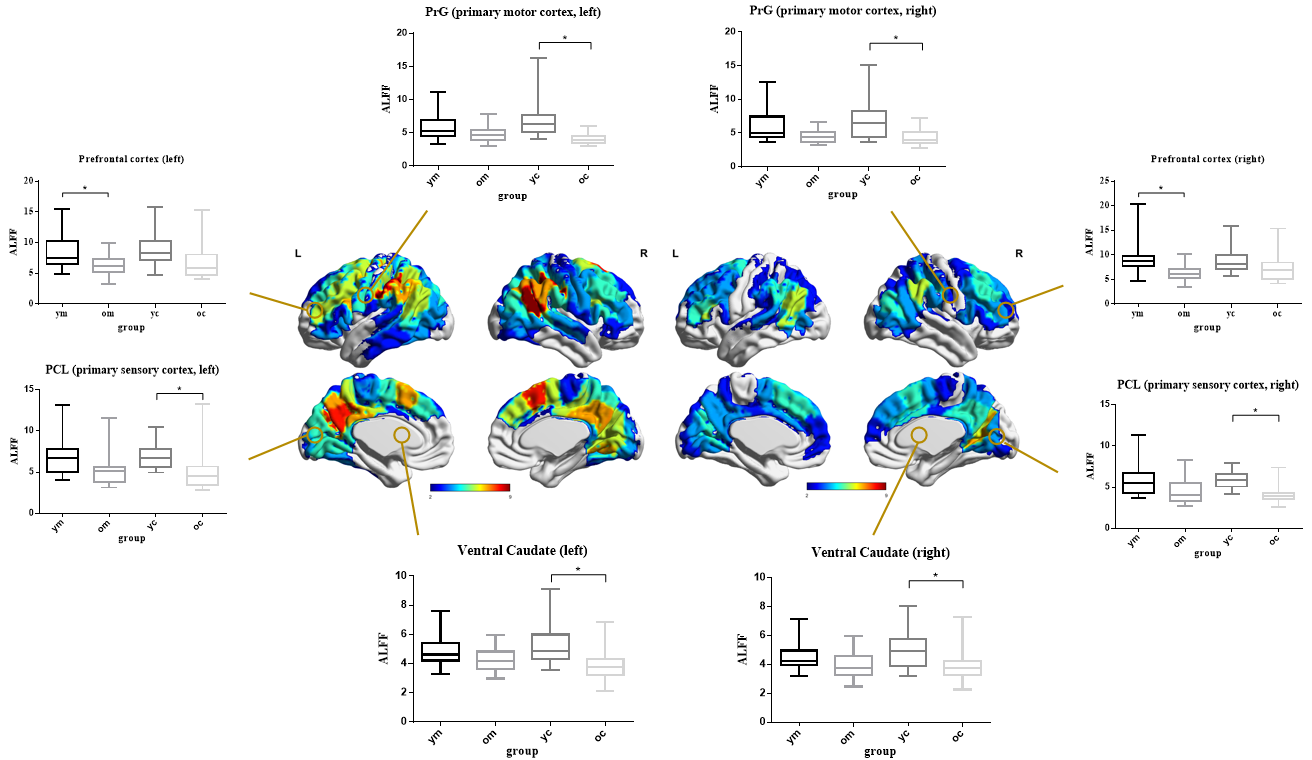 PrG (primary motor cortex, left)
20
15
10
5
0
ALFF
*
ym
om
yc
oc
group
PrG (primary motor cortex, right)
20
15
10
5
0
ALFF
*
ym
om
yc
oc
group
Prefrontal cortex (left)
20
15
10
5
0
ALFF
*
ym
om
yc
oc
group
Prefrontal cortex (right)
25
20
15
10
5
0
ALFF
*
ym
om
yc
oc
group
L
R
L
R
PCL (primary sensory cortex, left)
15
10
5
0
ALFF
*
ym
om
yc
oc
group
PCL (primary sensory cortex, right)
15
10
5
0
ALFF
*
ym
om
yc
oc
group
2
9
2
9
Ventral Caudate (left)
10
8
6
4
2
0
ALFF
*
ym
om
yc
oc
group
Ventral Caudate (right)
10
8
6
4
2
0
ALFF
*
ym
om
yc
oc
group